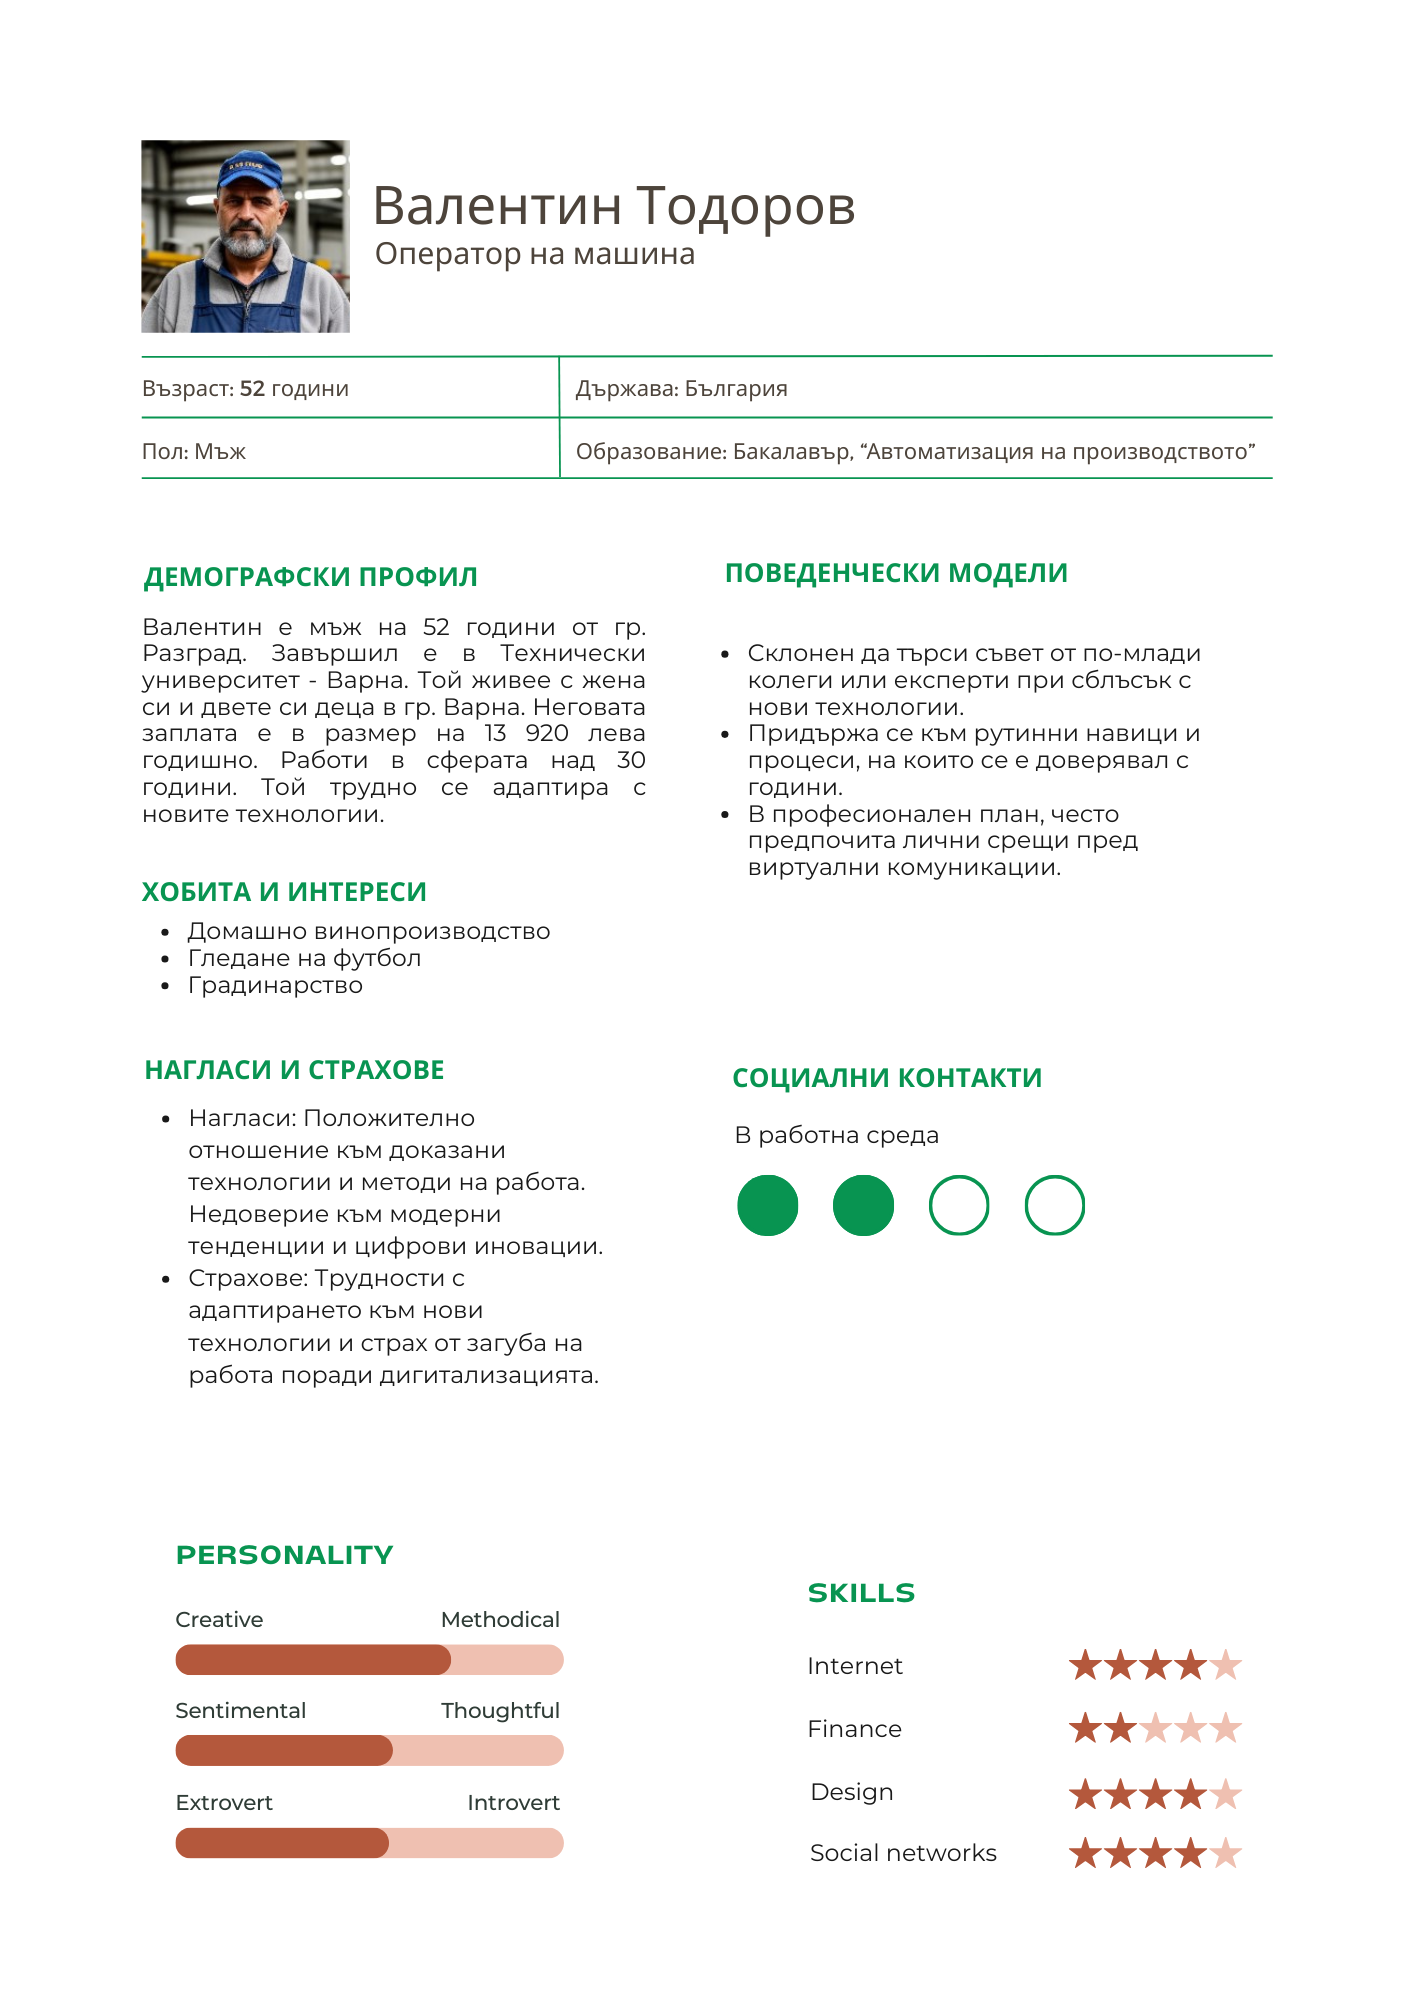 Валентин Тодоров
Оператор на машина
Възраст: 52 години
Държава: България
Пол: Мъж
Образование: Бакалавър, “Автоматизация на производството”
ДЕМОГРАФСКИ ПРОФИЛ
Валентин е мъж на 52 години от гр.
Разград. Завършил е в Технически
университет - Варна. Той живее с жена
си и двете си деца в гр. Варна. Неговата
заплата е в размер на 13 920 лева
годишно. Работи в сферата над 30
години. Той трудно се адаптира с
новите технологии.
ХОБИТА И ИНТЕРЕСИ
• Домашно винопроизводство
• Гледане на футбол
• Градинарство
НАГЛАСИ И СТРАХОВЕ
• Нагласи: Положително
отношение към доказани
технологии и методи на работа.
Недоверие към модерни
тенденции и цифрови иновации.
• Страхове: Трудности с
адаптирането към нови
технологии и страх от загуба на
работа поради дигитализацията.
ПОВЕДЕНЧЕСКИ МОДЕЛИ
• Склонен да търси съвет от по-млади
колеги или експерти при сблъсък с
нови технологии.
• Придържа се към рутинни навици и
процеси, на които се е доверявал с
години.
• В професионален план, често
предпочита лични срещи пред
виртуални комуникации.
СОЦИАЛНИ КОНТАКТИ
В работна среда
PERSONALITY
Creative Methodical
Sentimental Thoughtful
Extrovert Introvert
SKILLS
Internet
Finance
Design
Social networks